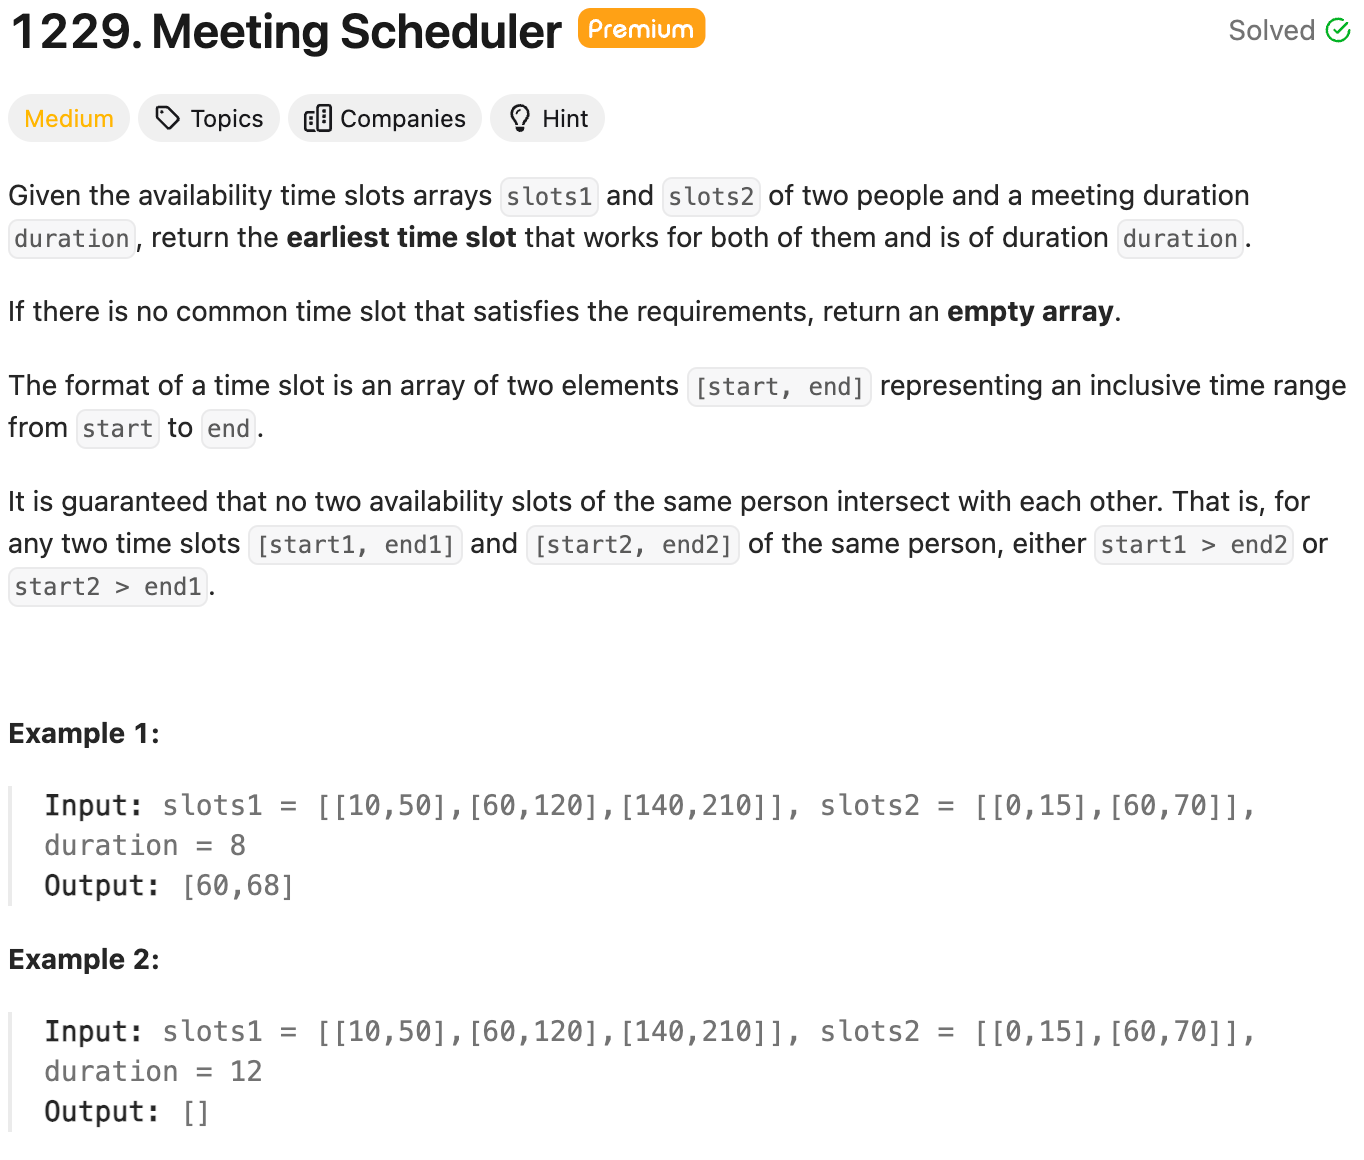 1229. Meeting Scheduler Premium Solved
Medium Topics Companies Hint
Given the availability time slots arrays slots1 and slots2 of two people and a meeting duration
duration, return the earliest time slot that works for both of them and is of duration duration.
If there is no common time slot that satisfies the requirements, return an empty array.
The format of a time slot is an array of two elements [start, end] representing an inclusive time range
from start to end.
It is guaranteed that no two availability slots of the same person intersect with each other. That is, for
any two time slots [start1, end1] and [start2, end2] of the same person, either start1 > end2 or
start2 > end1.
Example 1:
Input: slots1 = [[10,50],[60,120],[140,210]], slots2 = [[0,15],[60,70]],
duration = 8
Output: [60,68]
Example 2:
Input: slots1 = [[10,50],[60,120],[140,210]], slots2 = [[0,15],[60,70]],
duration = 12
Output: []